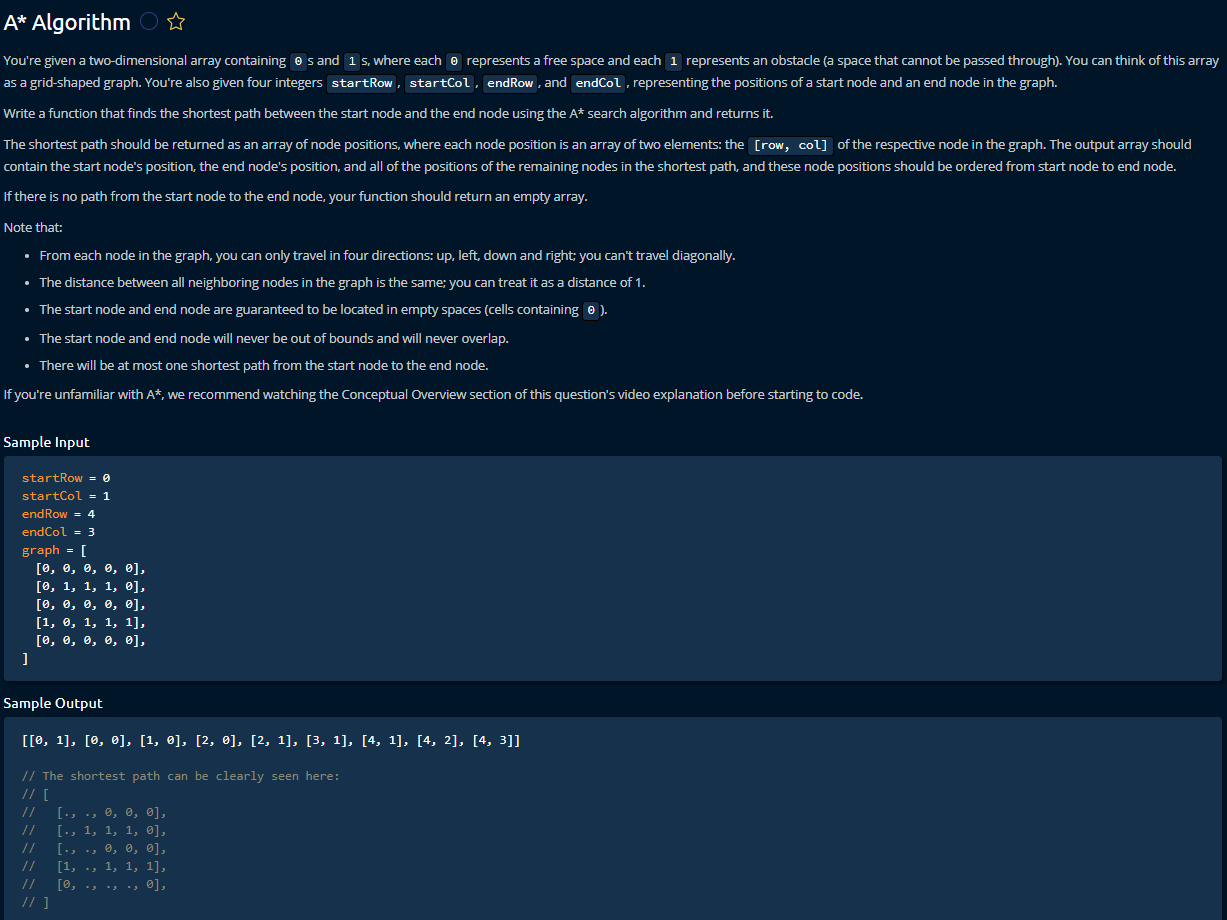 A* Algorithm
You're given a two-dimensional array containing 0 s and 1 s, where each 0 represents a free space and each 1 represents an obstacle (a space that cannot be passed through). You can think of this array
as a grid-shaped graph. You're also given four integers startRow , startCol , endRow , and endCol , representing the positions of a start node and an end node in the graph.
Write a function that finds the shortest path between the start node and the end node using the A* search algorithm and returns it.
The shortest path should be returned as an array of node positions, where each node position is an array of two elements: the [row, col] of the respective node in the graph. The output array should
contain the start node's position, the end node's position, and all of the positions of the remaining nodes in the shortest path, and these node positions should be ordered from start node to end node.
If there is no path from the start node to the end node, your function should return an empty array.
Note that:
• From each node in the graph, you can only travel in four directions: up, left, down and right; you can't travel diagonally.
• The distance between all neighboring nodes in the graph is the same; you can treat it as a distance of 1.
• The start node and end node are guaranteed to be located in empty spaces (cells containing 0 ).
• The start node and end node will never be out of bounds and will never overlap.
• There will be at most one shortest path from the start node to the end node.
If you're unfamiliar with A*, we recommend watching the Conceptual Overview section of this question's video explanation before starting to code.
Sample Input
startRow = 0
startCol = 1
endRow = 4
endCol = 3
graph = [
  [0, 0, 0, 0, 0],
  [0, 1, 1, 1, 0],
  [0, 0, 0, 0, 0],
  [1, 0, 1, 1, 1],
  [0, 0, 0, 0, 0],
]
Sample Output
[[0, 1], [0, 0], [1, 0], [2, 0], [2, 1], [3, 1], [4, 1], [4, 2], [4, 3]]
// The shortest path can be clearly seen here:
// [
//   [., ., 0, 0, 0],
//   [., 1, 1, 1, 0],
//   [., ., 0, 0, 0],
//   [1, ., 1, 1, 1],
//   [0, ., ., ., 0],
// ]